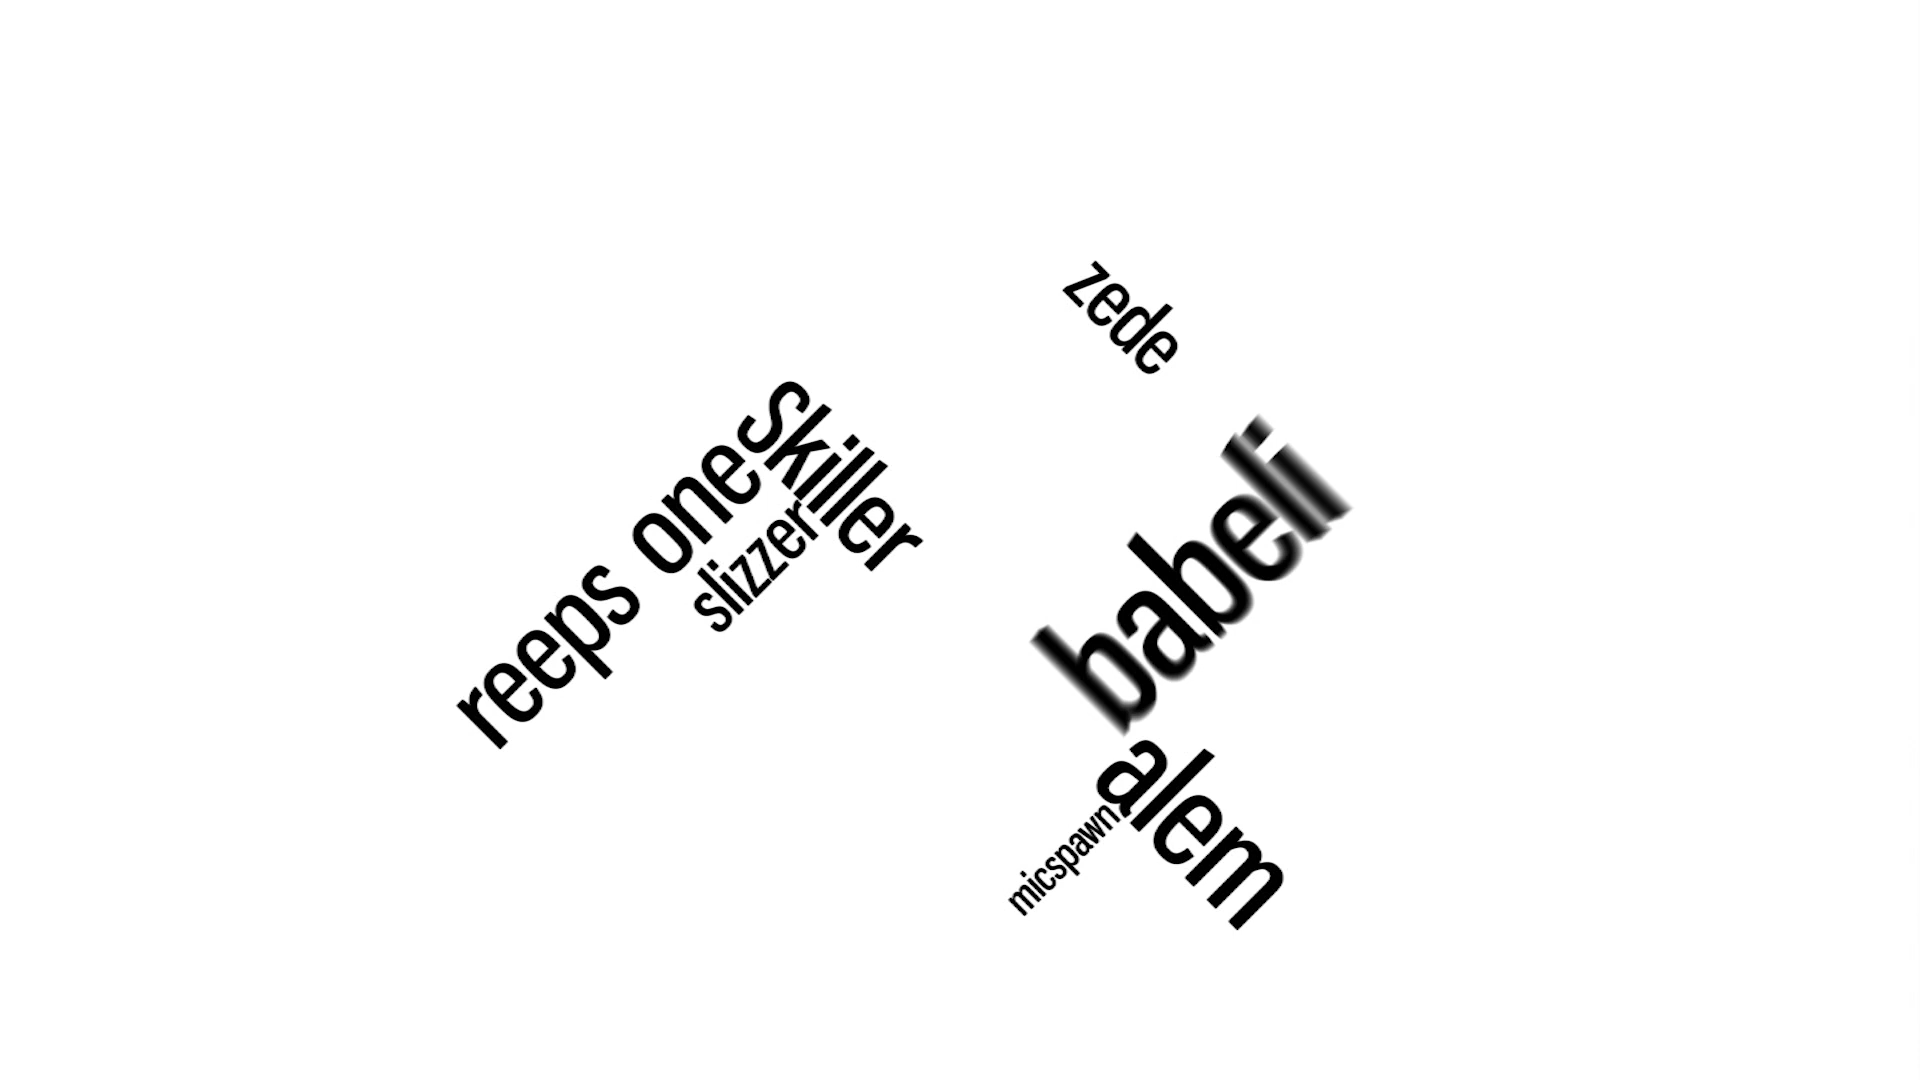 zede
skiller
reeps one
slizzer
babeli
alem
micspawn